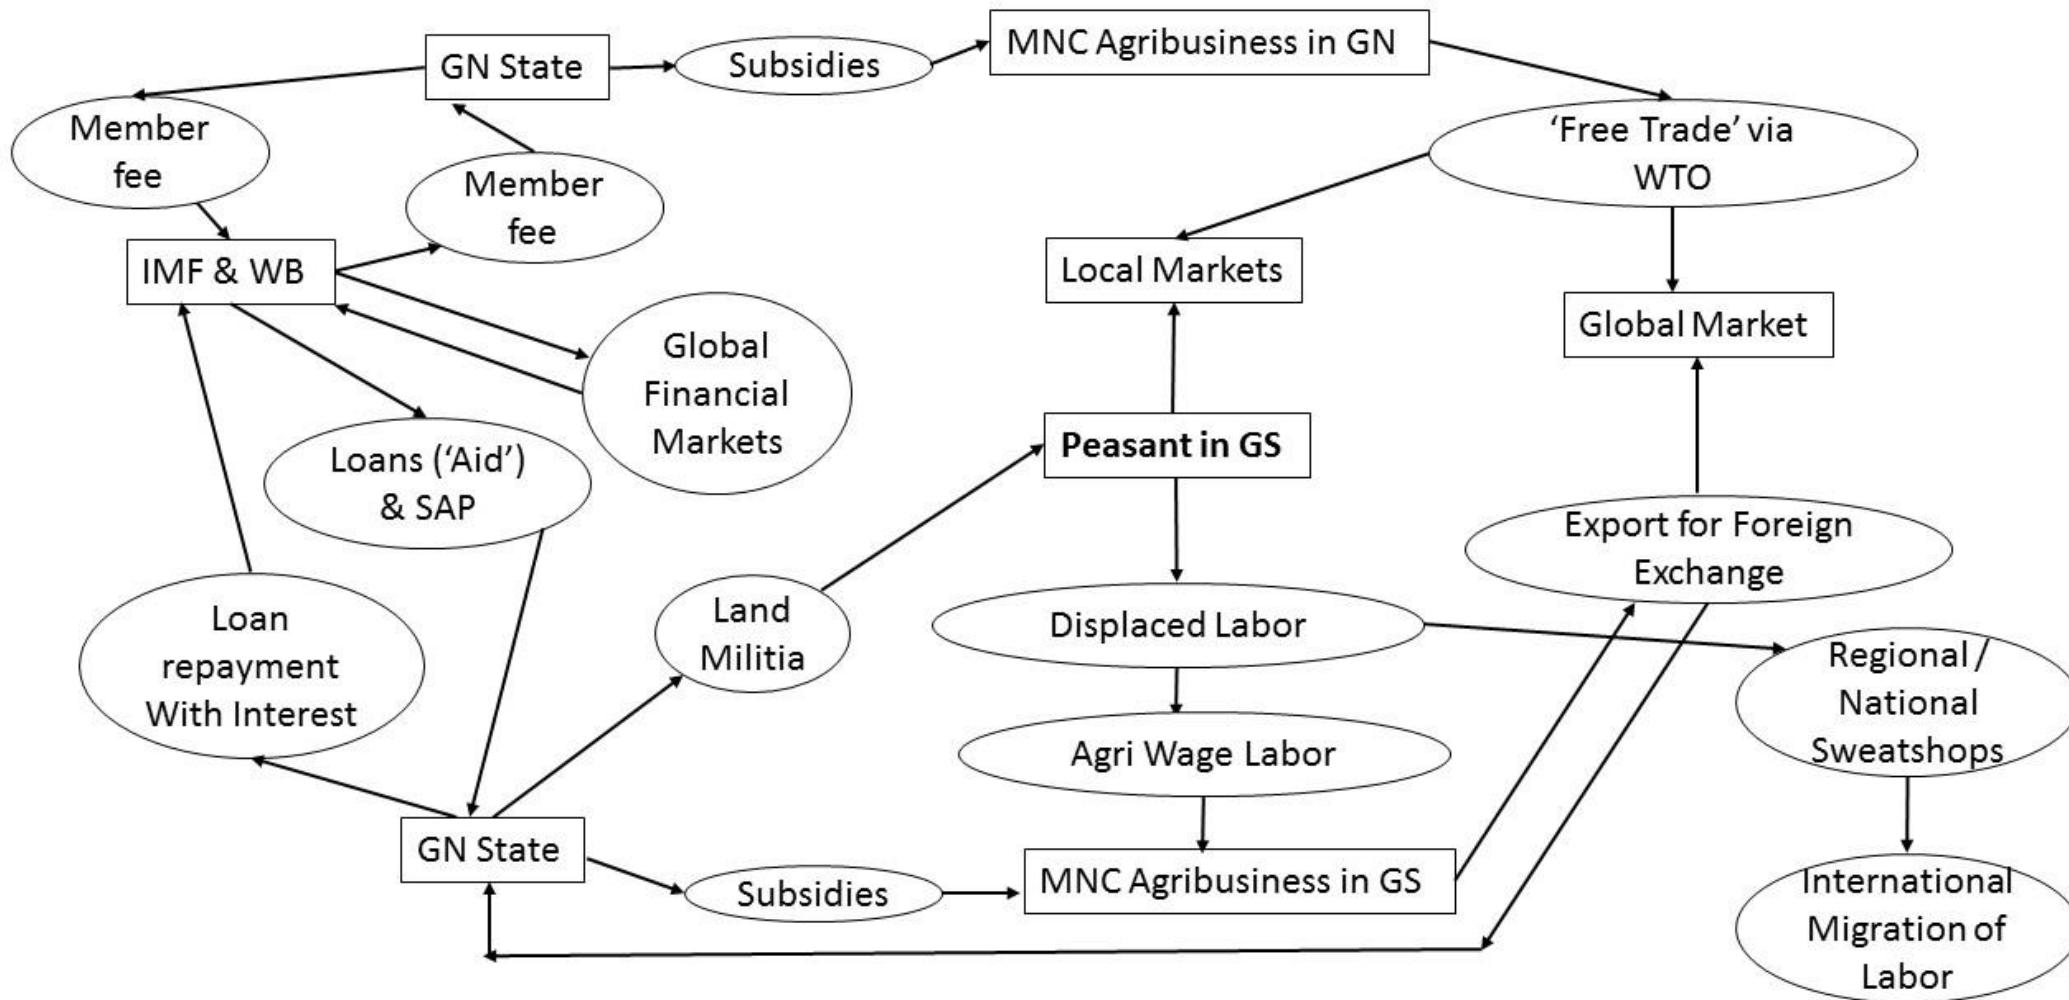 GN State
Subsidies
MNC Agribusiness in GN
Member
fee
Member
fee
‘Free Trade’ via
WTO
IMF & WB
Local Markets
Global Market
Global
Financial
Markets
Loans (‘Aid’)
& SAP
Peasant in GS
Export for Foreign
Exchange
Loan
repayment
With Interest
Land
Militia
Displaced Labor
Regional /
National
Sweatshops
Agri Wage Labor
GN State
Subsidies
MNC Agribusiness in GS
International
Migration of
Labor